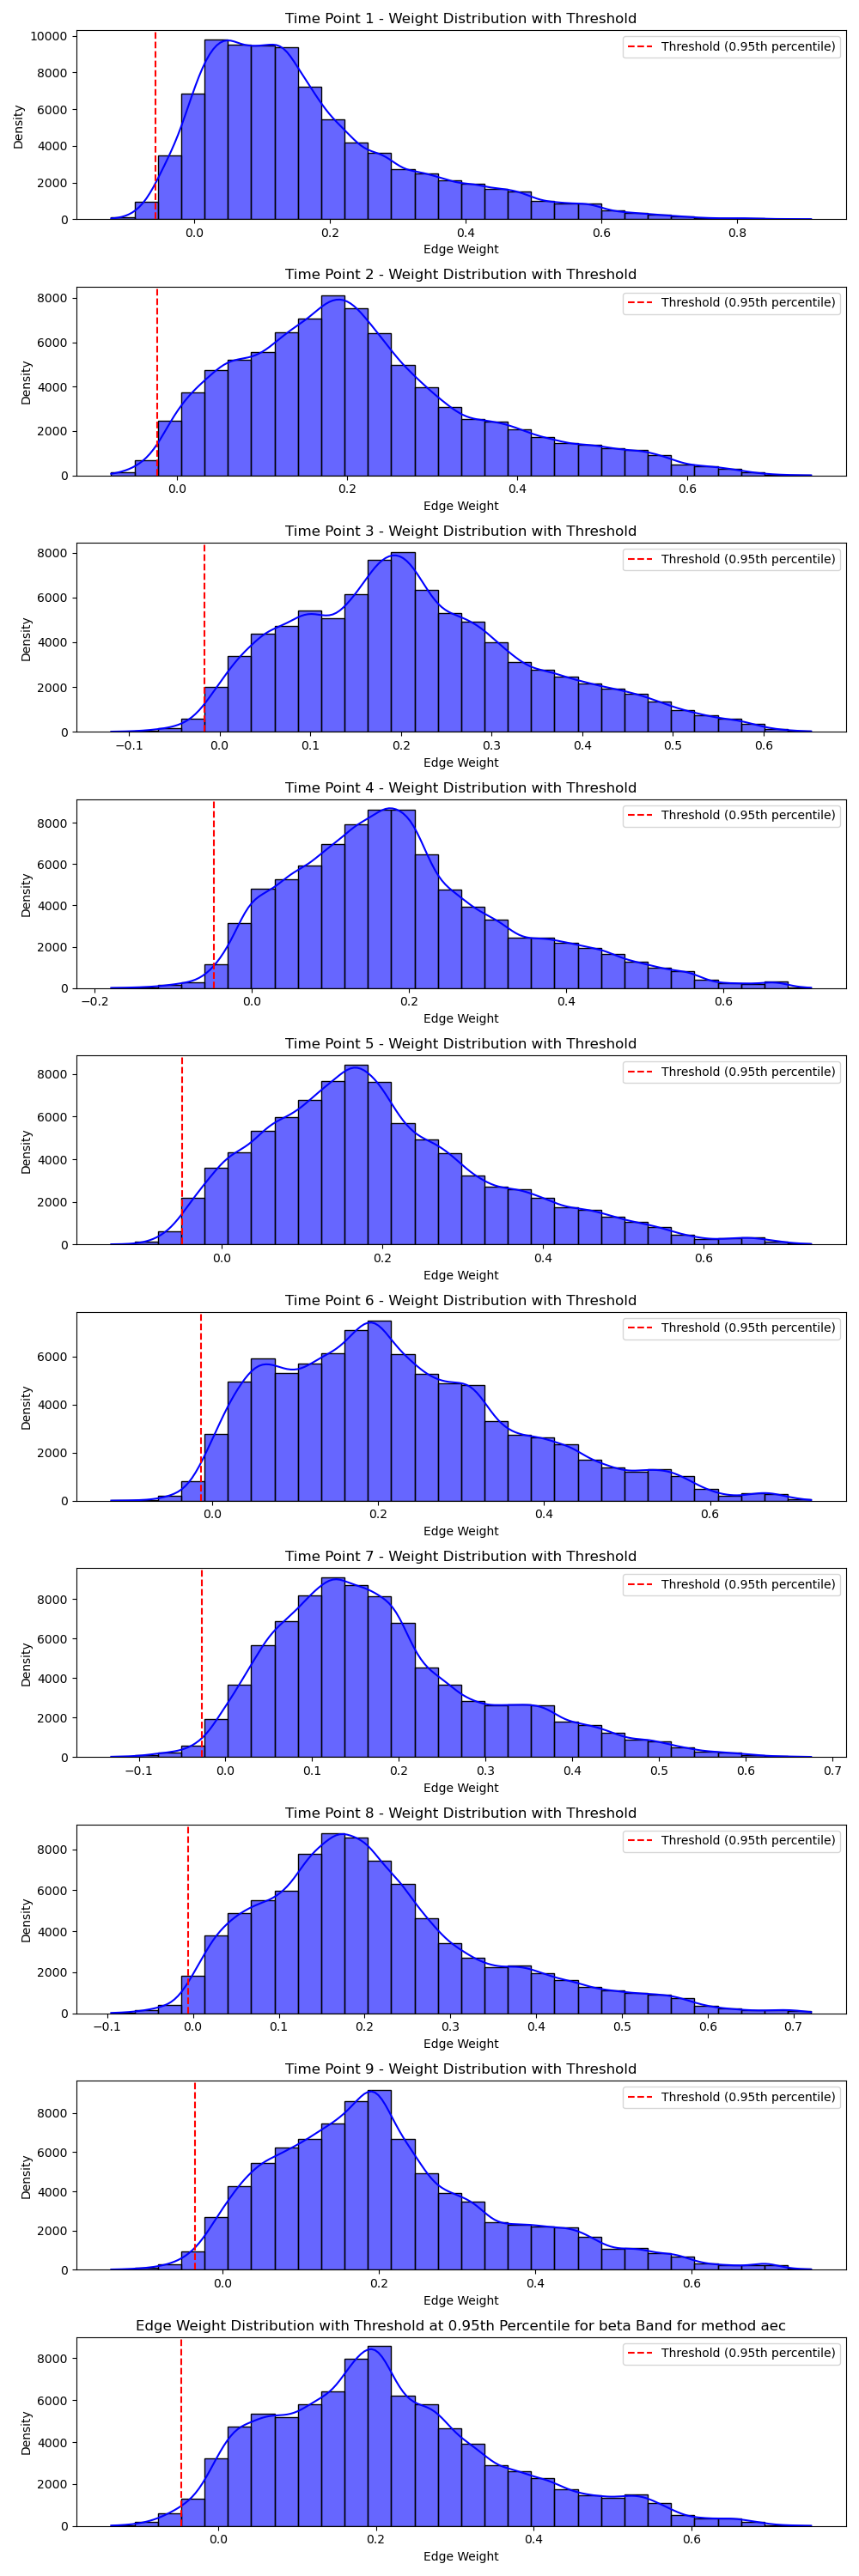 Time Point 1 - Weight Distribution with Threshold
Threshold (0.95th percentile)
Density
10000
8000
6000
4000
2000
0
0.0 0.2 0.4 0.6 0.8
Edge Weight
Time Point 2 - Weight Distribution with Threshold
Threshold (0.95th percentile)
Density
8000
6000
4000
2000
0
0.0 0.2 0.4 0.6
Edge Weight
Time Point 3 - Weight Distribution with Threshold
Threshold (0.95th percentile)
Density
8000
6000
4000
2000
0
−0.1 0.0 0.1 0.2 0.3 0.4 0.5 0.6
Edge Weight
Time Point 4 - Weight Distribution with Threshold
Threshold (0.95th percentile)
Density
8000
6000
4000
2000
0
−0.2 0.0 0.2 0.4 0.6
Edge Weight
Time Point 5 - Weight Distribution with Threshold
Threshold (0.95th percentile)
Density
8000
6000
4000
2000
0
0.0 0.2 0.4 0.6
Edge Weight
Time Point 6 - Weight Distribution with Threshold
Threshold (0.95th percentile)
Density
6000
4000
2000
0
0.0 0.2 0.4 0.6
Edge Weight
Time Point 7 - Weight Distribution with Threshold
Threshold (0.95th percentile)
Density
8000
6000
4000
2000
0
−0.1 0.0 0.1 0.2 0.3 0.4 0.5 0.6 0.7
Edge Weight
Time Point 8 - Weight Distribution with Threshold
Threshold (0.95th percentile)
Density
8000
6000
4000
2000
0
−0.1 0.0 0.1 0.2 0.3 0.4 0.5 0.6 0.7
Edge Weight
Time Point 9 - Weight Distribution with Threshold
Threshold (0.95th percentile)
Density
8000
6000
4000
2000
0
0.0 0.2 0.4 0.6
Edge Weight
Edge Weight Distribution with Threshold at 0.95th Percentile for beta Band for method aec
Threshold (0.95th percentile)
Density
8000
6000
4000
2000
0
0.0 0.2 0.4 0.6
Edge Weight